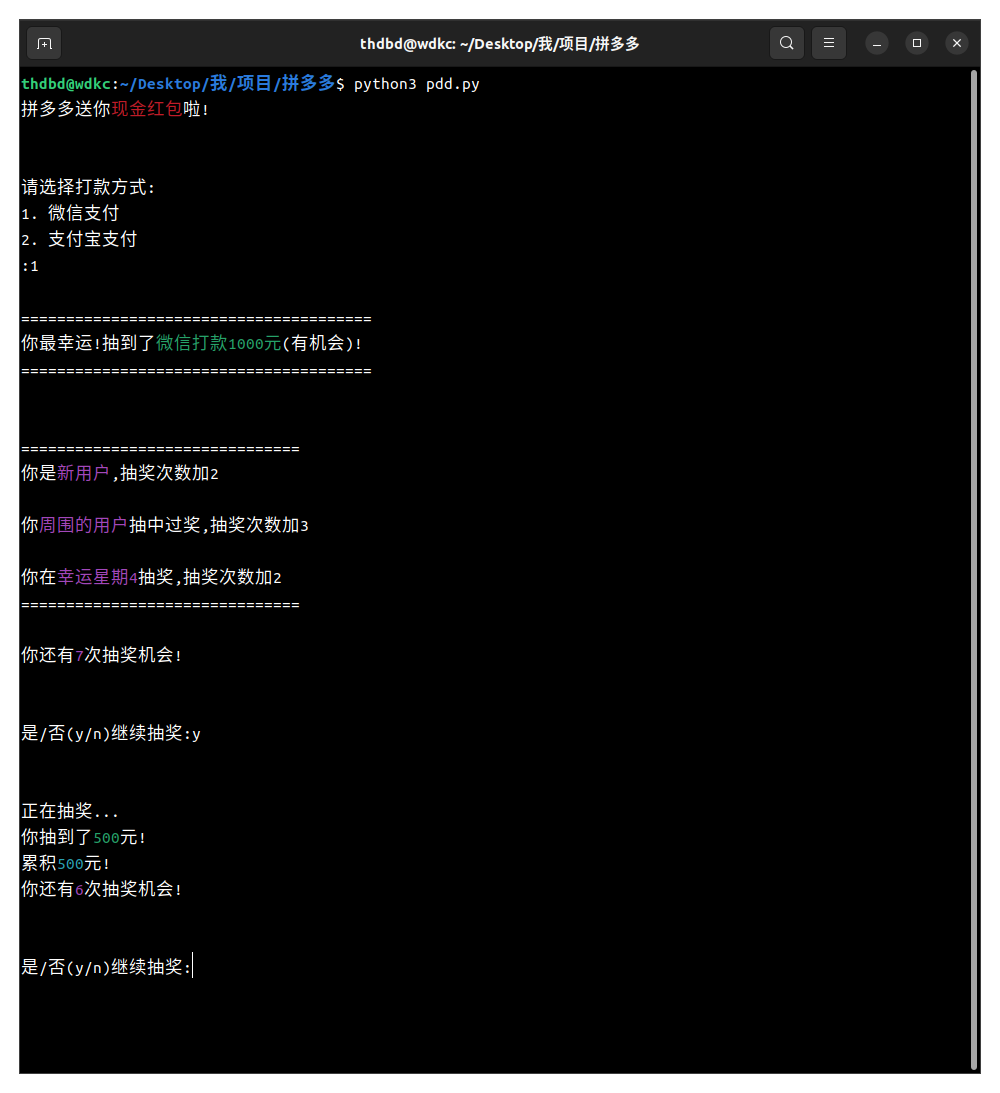 thdbd@wdkc: ~/Desktop/我/项目/拼多多
thdbd@wdkc:~/Desktop/我/项目/拼多多$ python3 pdd.py
拼多多送你现金红包啦!
请选择打款方式:
1. 微信支付
2. 支付宝支付
:1
=======================================
你最幸运!抽到了微信打款1000元(有机会)!
=======================================
===============================
你是新用户,抽奖次数加2
你周围的用户抽中过奖,抽奖次数加3
你在幸运星期4抽奖,抽奖次数加2
===============================
你还有7次抽奖机会!
是/否(y/n)继续抽奖:y
正在抽奖...
你抽到了500元!
累积500元!
你还有6次抽奖机会!
是/否(y/n)继续抽奖: